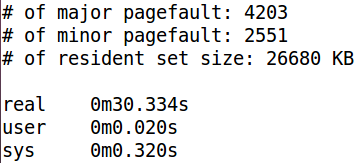 # of major pagefault: 4203
# of minor pagefault: 2551
# of resident set size: 26680 KB
real 0m30.334s
user 0m0.020s
sys 0m0.320s